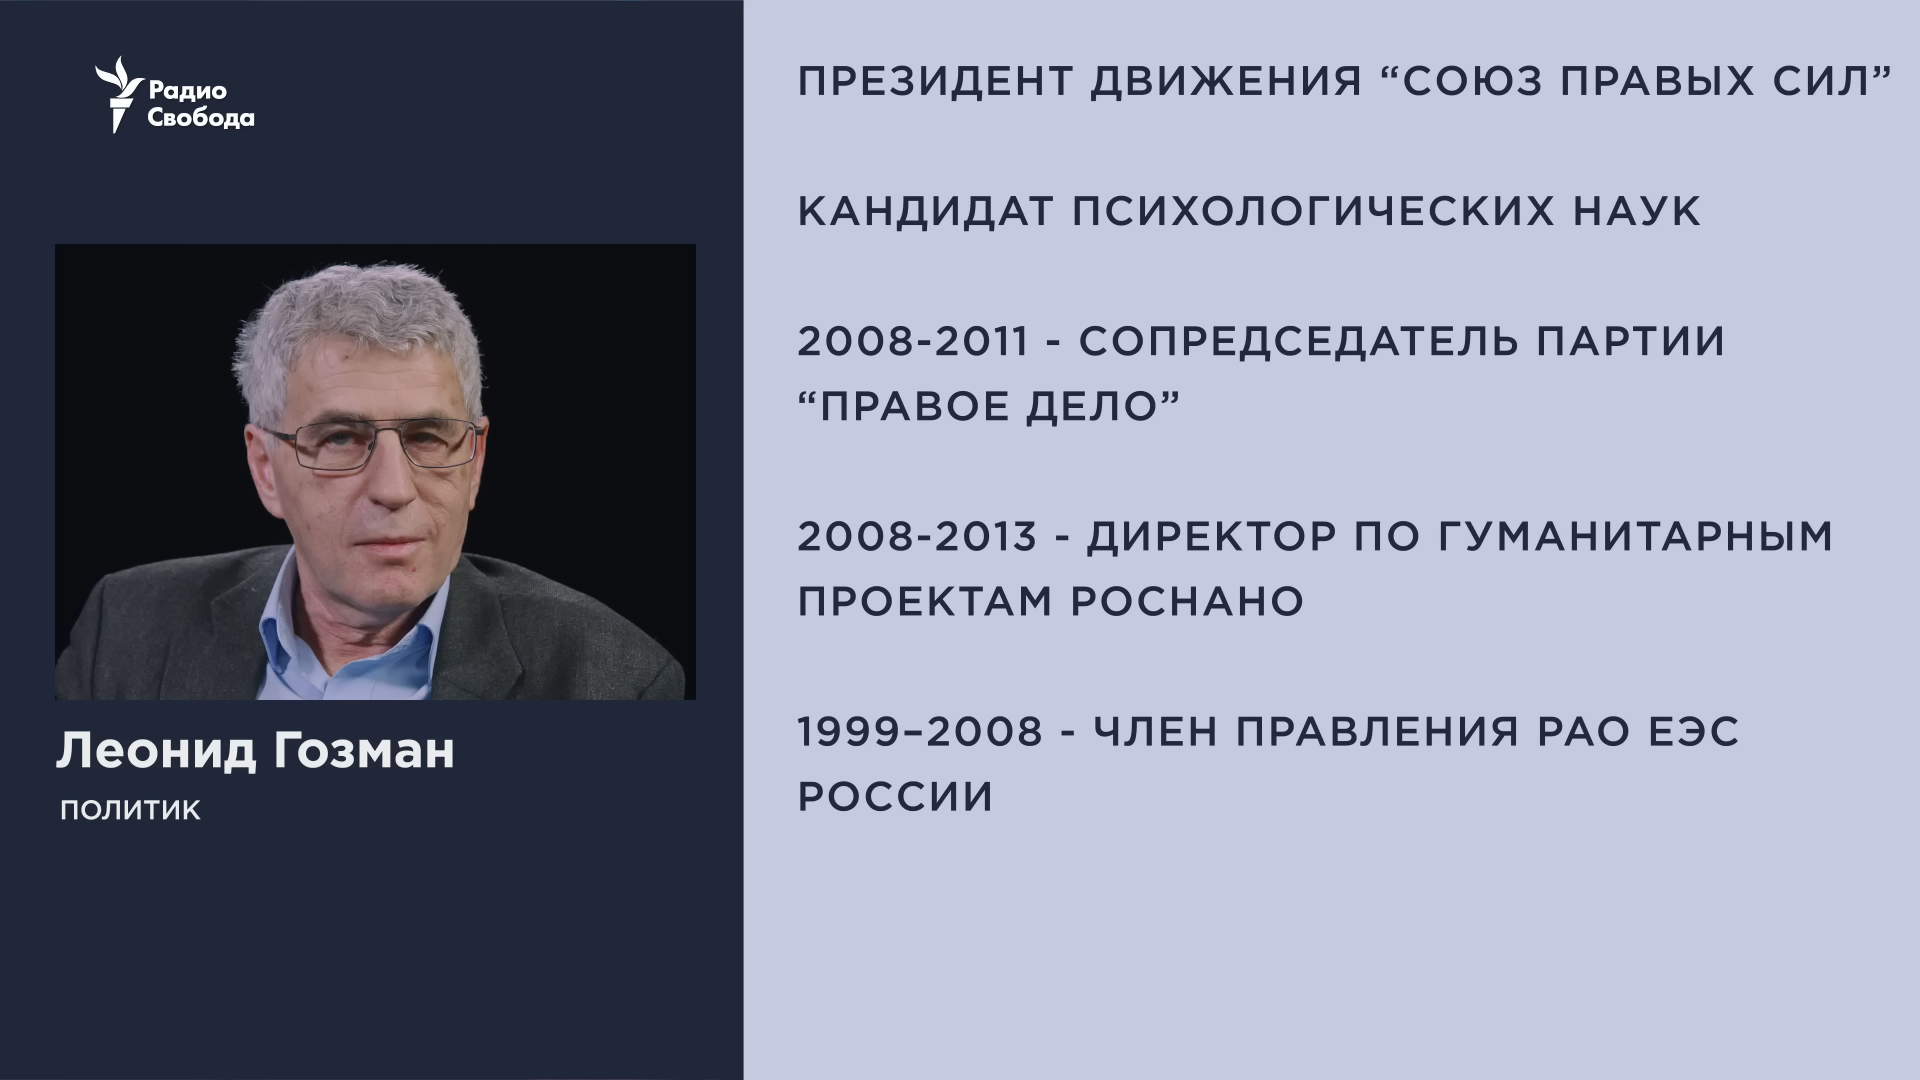 Радио
Свобода
Леонид Гозман
ПОЛИТИК
ПРЕЗИДЕНТ ДВИЖЕНИЯ “СОЮЗ ПРАВЫХ СИЛ”
КАНДИДАТ ПСИХОЛОГИЧЕСКИХ НАУК
2008-2011 - СОПРЕДСЕДАТЕЛЬ ПАРТИИ
“ПРАВОЕ ДЕЛО”
2008-2013 - ДИРЕКТОР ПО ГУМАНИТАРНЫМ
ПРОЕКТАМ РОСНАНО
1999–2008 - ЧЛЕН ПРАВЛЕНИЯ РАО ЕЭС
РОССИИ